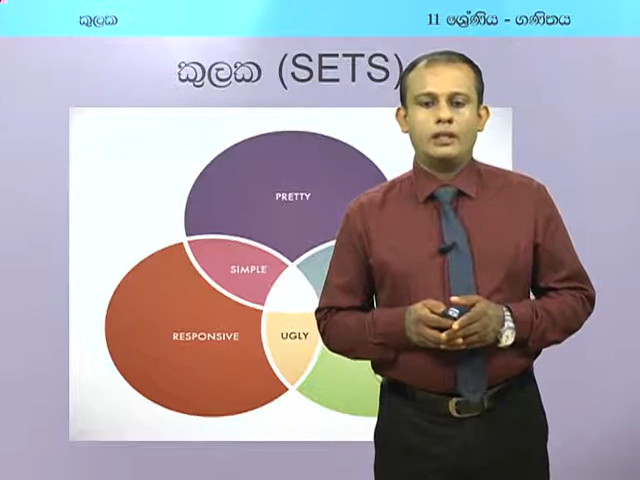 කුලක
11 ශ්‍රේණිය - ගණිතය
කුලක (SETS)
PRETTY
SIMPLE
RESPONSIVE
UGLY